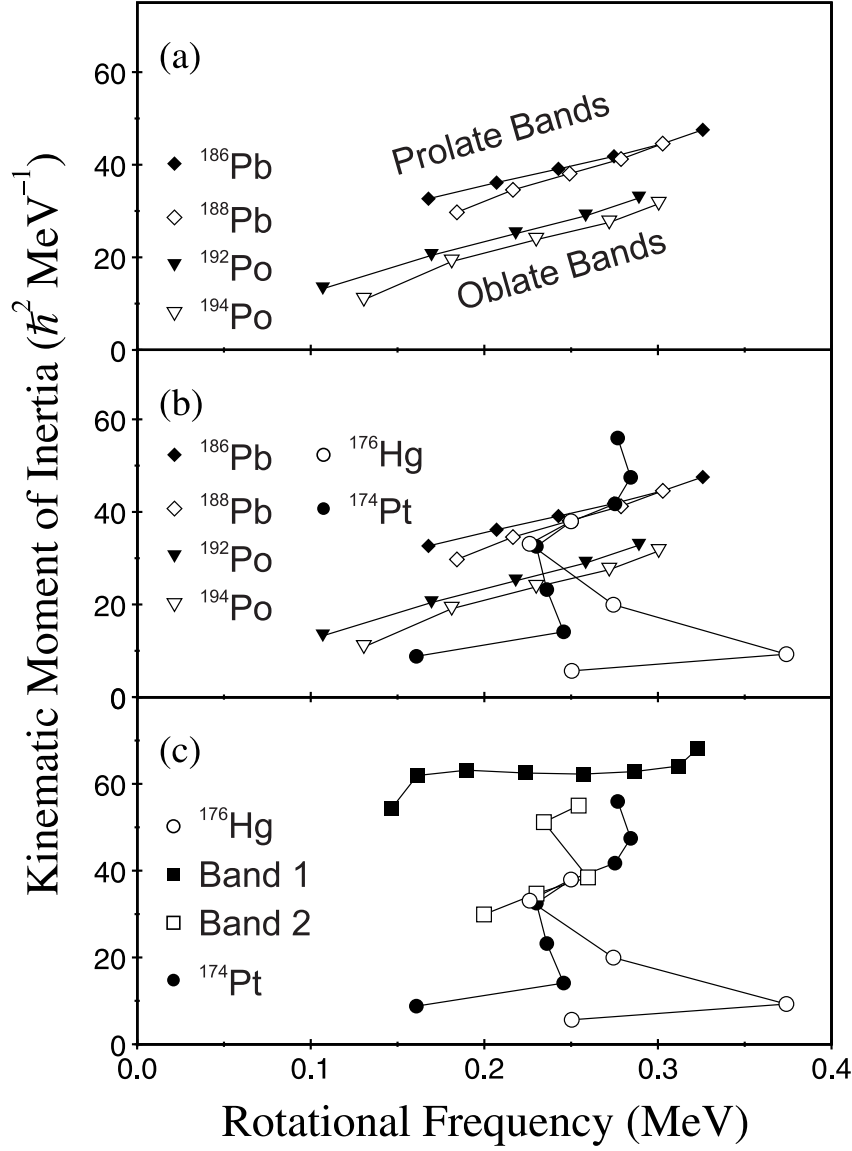 Kinematic Moment of Inertia (ℏ² MeV⁻¹)
(a)
60
40
20
0
Prolate Bands
Oblate Bands
¹⁸⁶Pb
¹⁸⁸Pb
¹⁹²Po
¹⁹⁴Po
(b)
60
40
20
0
¹⁸⁶Pb ¹⁷⁶Hg
¹⁸⁸Pb ¹⁷⁴Pt
¹⁹²Po
¹⁹⁴Po
(c)
60
40
20
0
¹⁷⁶Hg
Band 1
Band 2
¹⁷⁴Pt
0.0 0.1 0.2 0.3 0.4
Rotational Frequency (MeV)